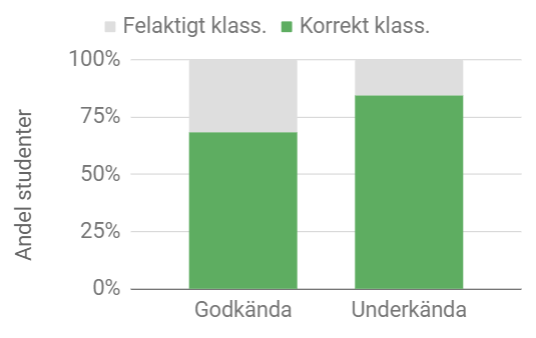 Felaktigt klass. Korrekt klass.
100%
75%
50%
25%
0%
Andel studenter
Godkända Underkända